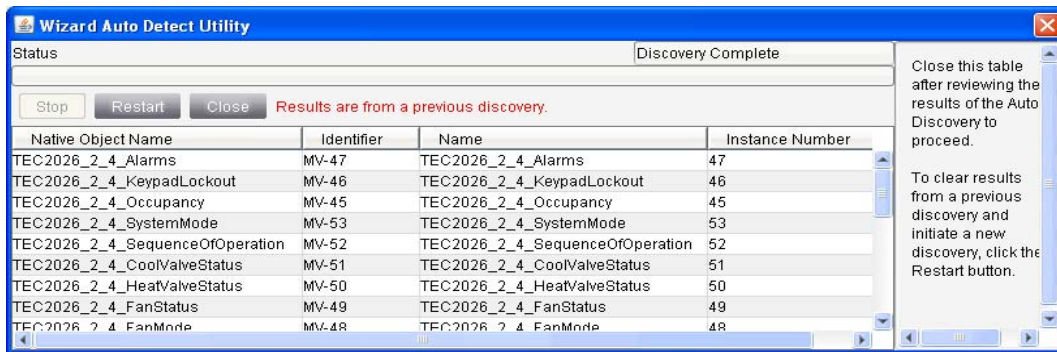 Wizard Auto Detect Utility
Status Discovery Complete
Stop Restart Close Results are from a previous discovery.
Native Object Name Identifier Name Instance Number
TEC2026_2_4_Alarms MV-47 TEC2026_2_4_Alarms 47
TEC2026_2_4_KeypadLockout MV-46 TEC2026_2_4_KeypadLockout 46
TEC2026_2_4_Occupancy MV-45 TEC2026_2_4_Occupancy 45
TEC2026_2_4_SystemMode MV-53 TEC2026_2_4_SystemMode 53
TEC2026_2_4_SequenceOfOperation MV-52 TEC2026_2_4_SequenceOfOperation 52
TEC2026_2_4_CoolValveStatus MV-51 TEC2026_2_4_CoolValveStatus 51
TEC2026_2_4_HeatValveStatus MV-50 TEC2026_2_4_HeatValveStatus 50
TEC2026_2_4_FanStatus MV-49 TEC2026_2_4_FanStatus 49
TEC2026_2_4_FanMode MV-48 TEC2026_2_4_FanMode 48
Close this table
after reviewing the
results of the Auto
Discovery to
proceed.
To clear results
from a previous
discovery and
initiate a new
discovery, click the
Restart button.